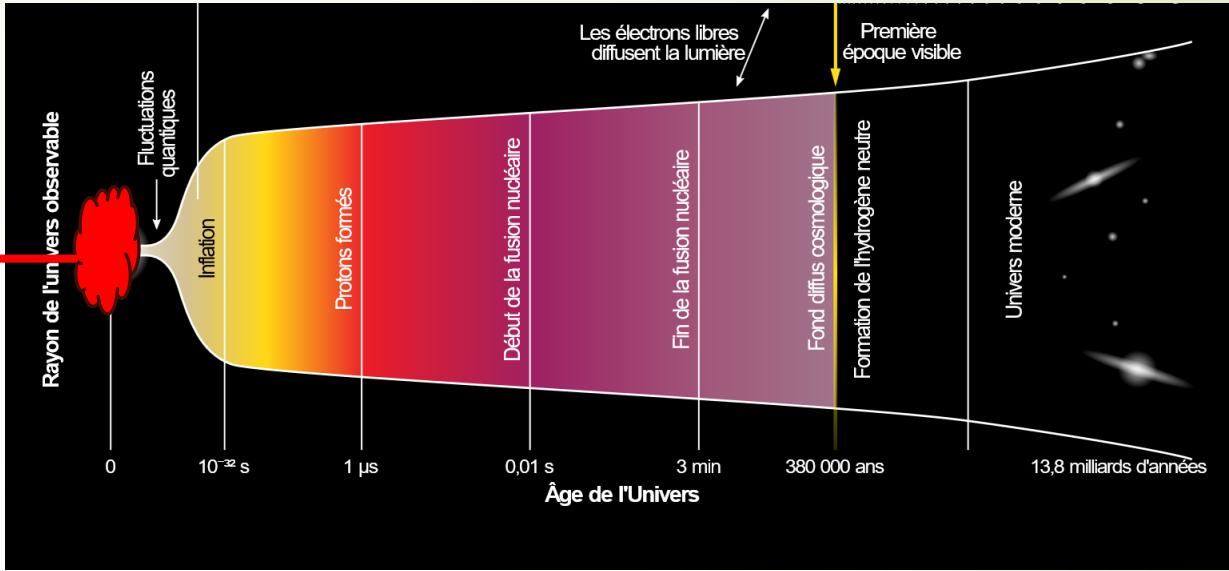 Les électrons libres
diffusent la lumière
Première
époque visible
Rayon de l'univers observable
Fluctuations
quantiques
Inflation
Protons formés
Début de la fusion nucléaire
Fin de la fusion nucléaire
Fond diffus cosmologique
Formation de l'hydrogène neutre
Univers moderne
0
10⁻³² s
1 µs
0,01 s
3 min
380 000 ans
13,8 milliards d'années
Âge de l'Univers